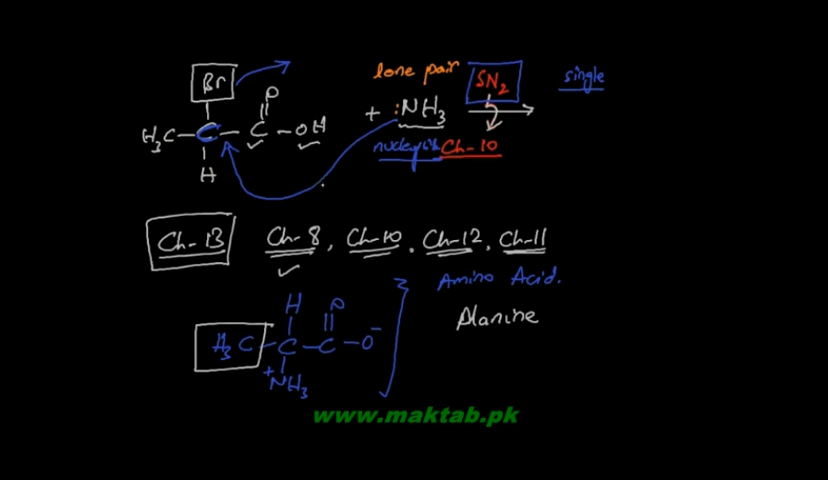 lone pair
SN2
single
Br
O
H3C - C - C - OH + :NH3
H
nucleophile Ch-10
Ch-13 Ch-8, Ch-10, Ch-12, Ch-11
Amino Acid.
Alanine
H O
H3C - C - C - O-
+NH3
www.maktab.pk